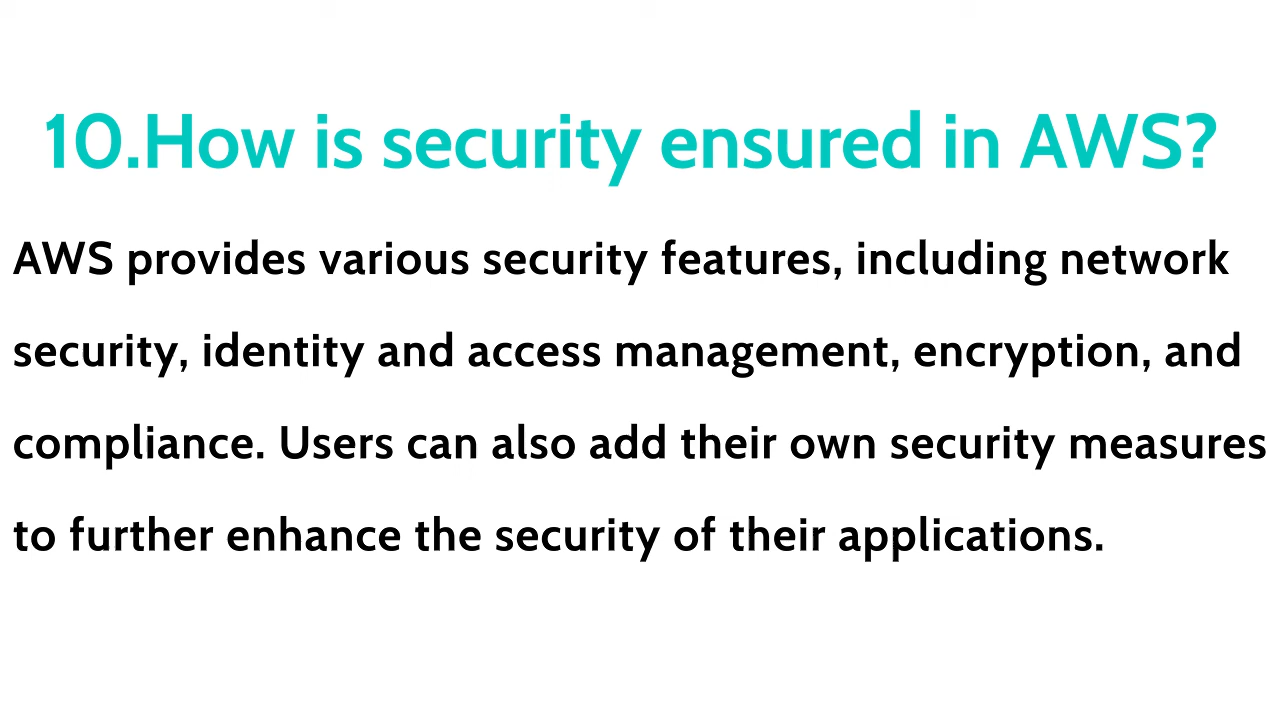 10.How is security ensured in AWS?
AWS provides various security features, including network
security, identity and access management, encryption, and
compliance. Users can also add their own security measures
to further enhance the security of their applications.